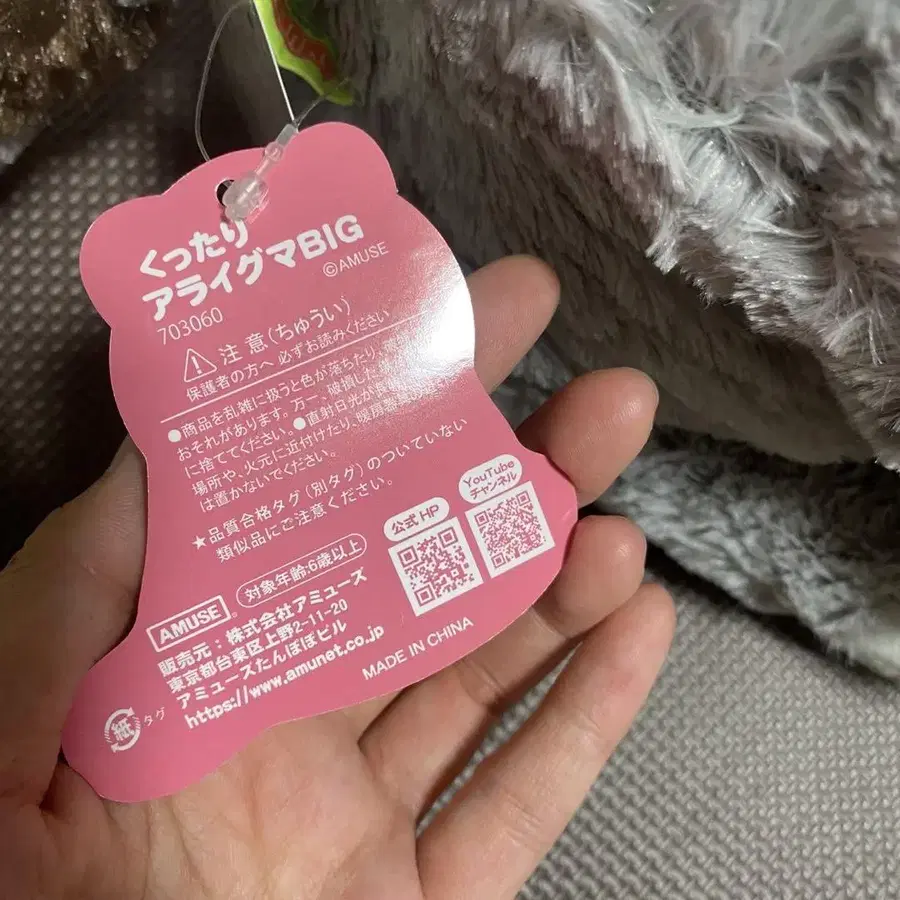 くったり
アライグマBIG
©AMUSE
703060
注意(ちゅうい)
保護者の方へ必ずお読みください
●商品を乱雑に扱うと色が落ちたり、
おそれがあります。万一、破損した
に捨ててください。●直射日光が
場所や、火元に近付けたり、暖房
は置かないでください。
★品質合格タグ(別タグ)のついていない
類似品にご注意ください。
公式HP
YouTube
チャンネル
対象年齢:6歳以上
AMUSE
販売元:株式会社アミューズ
東京都台東区上野2-11-20
アミューズたんぽぽビル
https://www.amunet.co.jp
MADE IN CHINA
紙 タグ